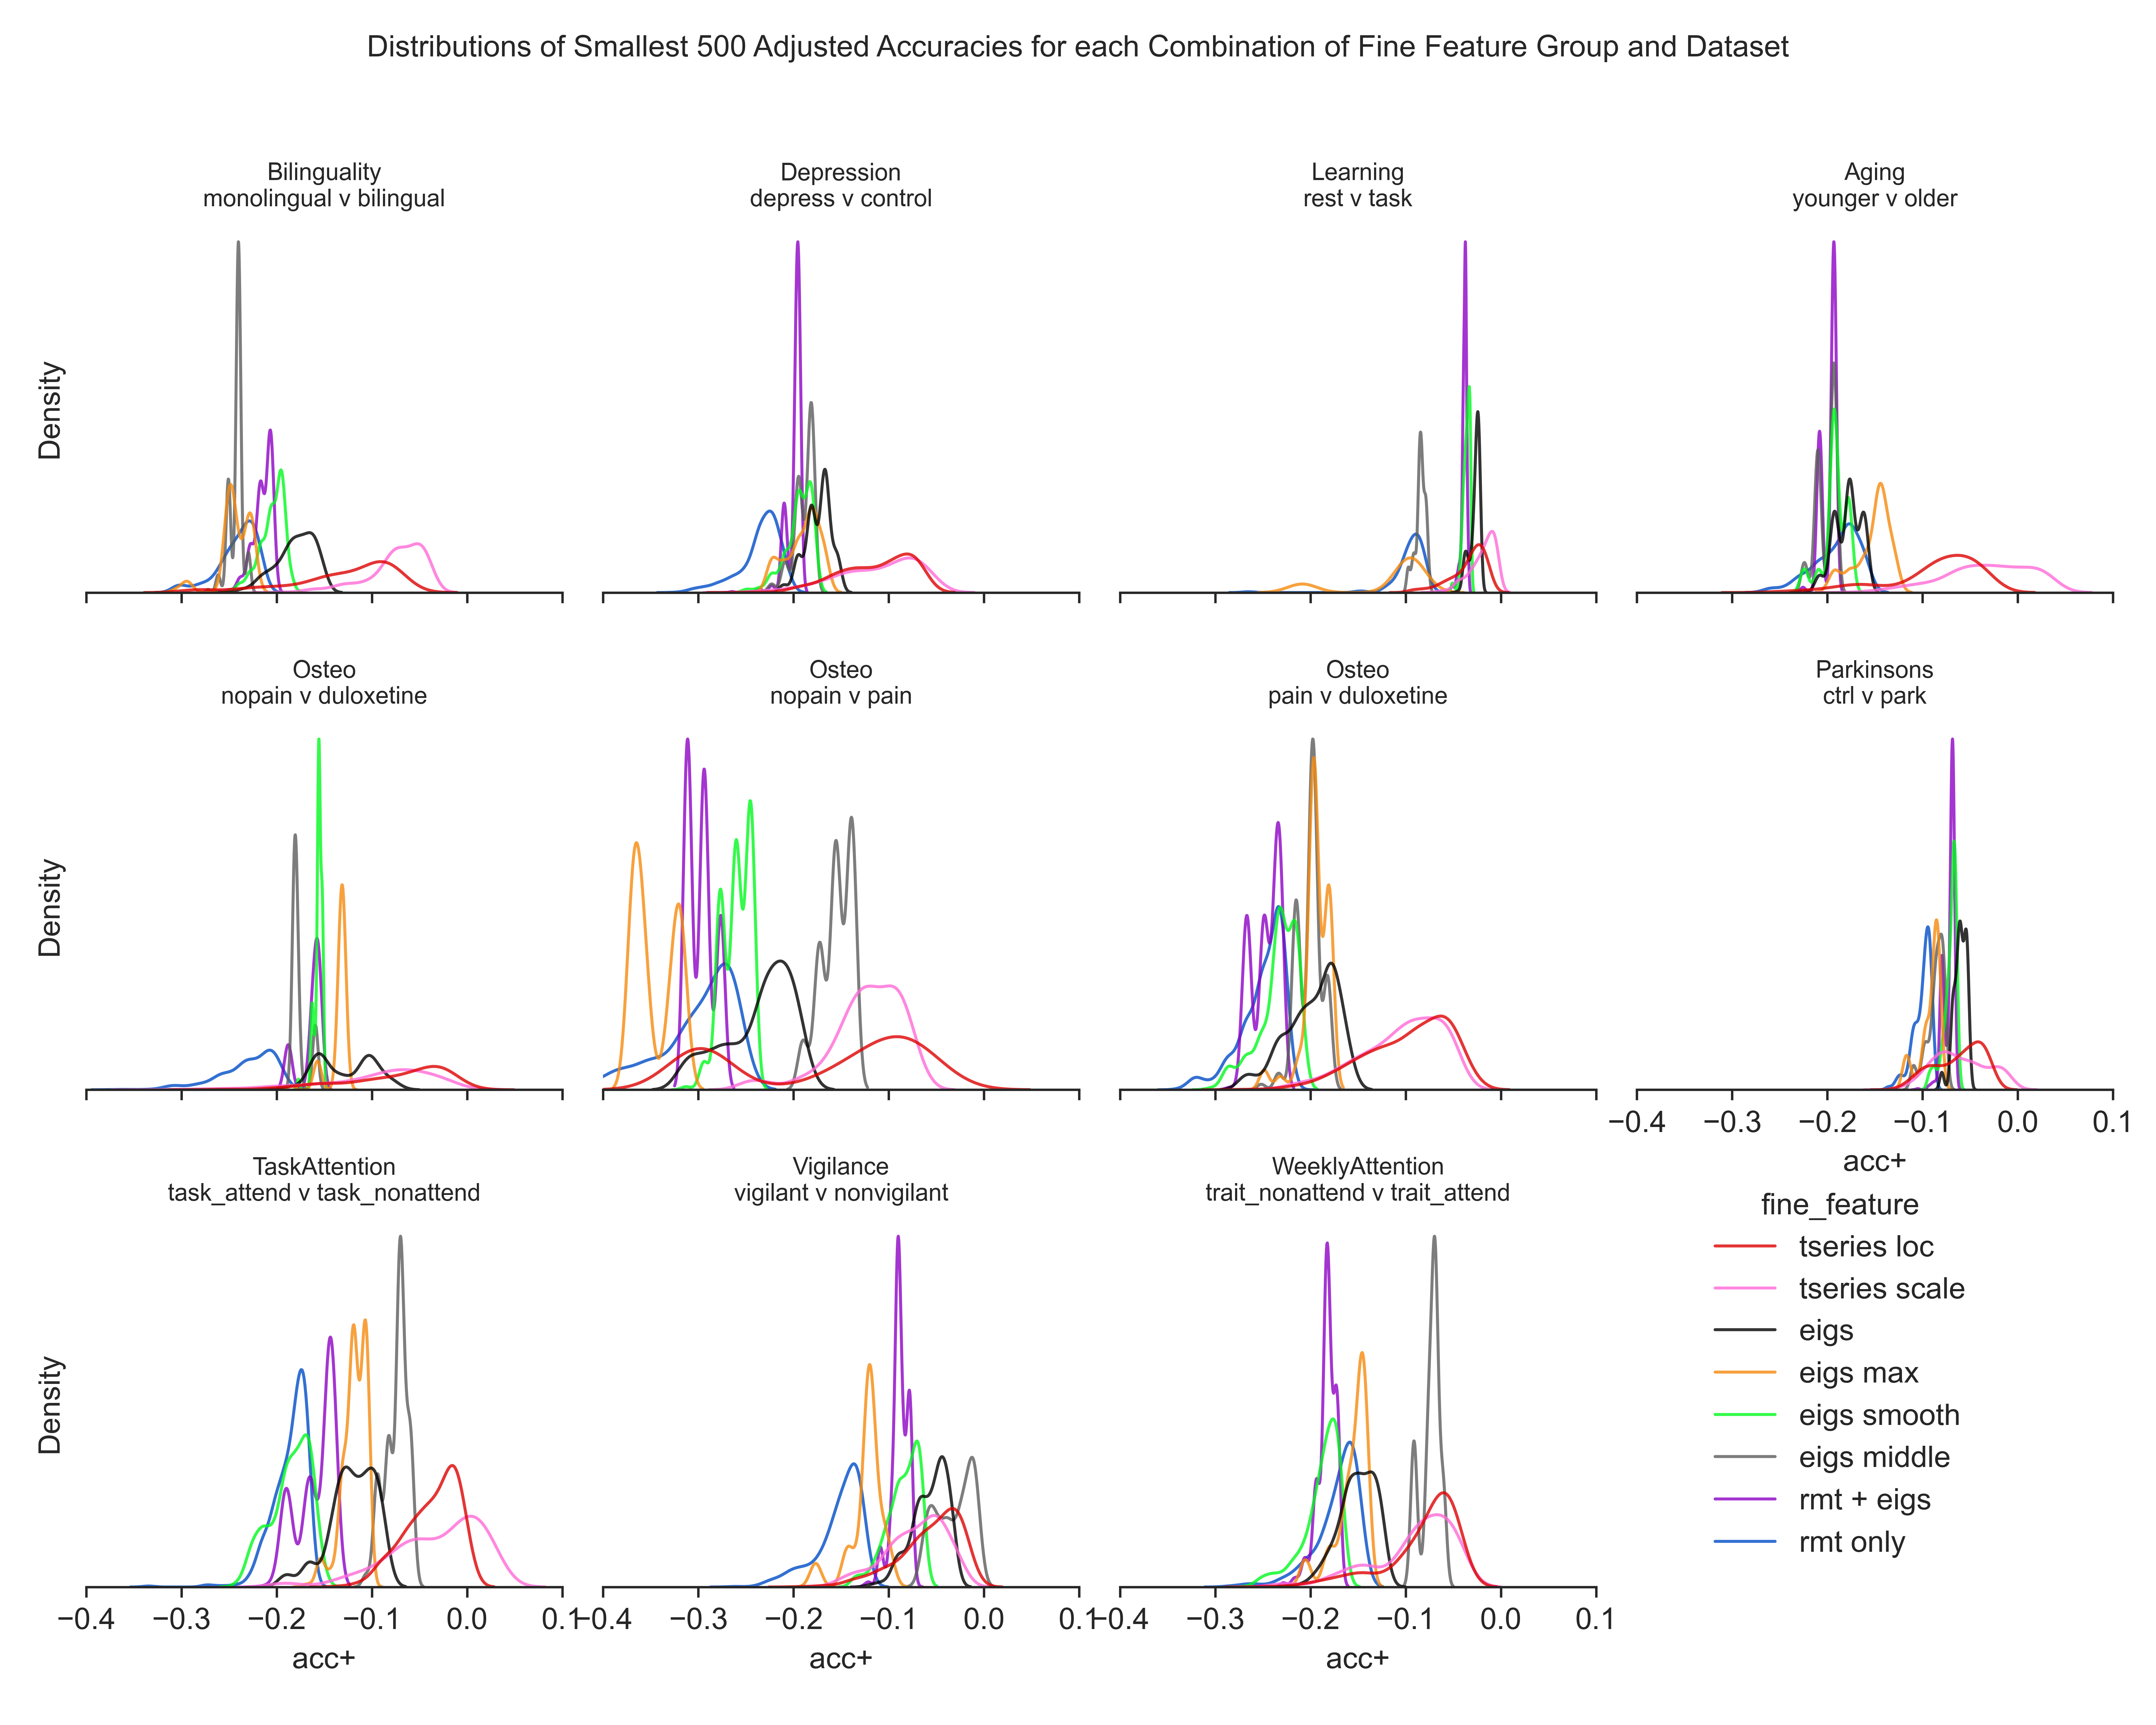 Distributions of Smallest 500 Adjusted Accuracies for each Combination of Fine Feature Group and Dataset
Bilinguality
monolingual v bilingual
Depression
depress v control
Learning
rest v task
Aging
younger v older
Density
Osteo
nopain v duloxetine
Osteo
nopain v pain
Osteo
pain v duloxetine
Parkinsons
ctrl v park
Density
−0.4 −0.3 −0.2 −0.1 0.0 0.1
acc+
TaskAttention
task_attend v task_nonattend
Vigilance
vigilant v nonvigilant
WeeklyAttention
trait_nonattend v trait_attend
Density
−0.4 −0.3 −0.2 −0.1 0.0 0.1
acc+
−0.4 −0.3 −0.2 −0.1 0.0 0.1
acc+
−0.4 −0.3 −0.2 −0.1 0.0 0.1
acc+
fine_feature
tseries loc
tseries scale
eigs
eigs max
eigs smooth
eigs middle
rmt + eigs
rmt only